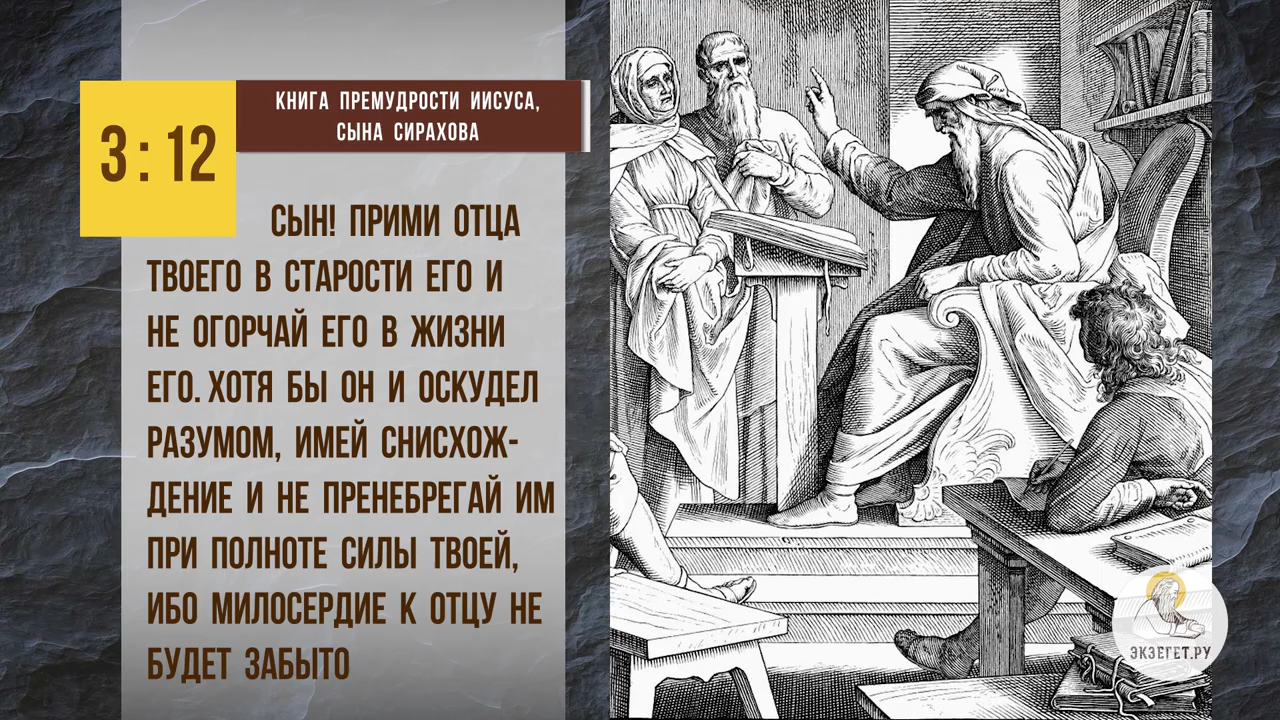 3:12
КНИГА ПРЕМУДРОСТИ ИИСУСА,
СЫНА СИРАХОВА
СЫН! ПРИМИ ОТЦА
ТВОЕГО В СТАРОСТИ ЕГО И
НЕ ОГОРЧАЙ ЕГО В ЖИЗНИ
ЕГО. ХОТЯ БЫ ОН И ОСКУДЕЛ
РАЗУМОМ, ИМЕЙ СНИСХОЖ-
ДЕНИЕ И НЕ ПРЕНЕБРЕГАЙ ИМ
ПРИ ПОЛНОТЕ СИЛЫ ТВОЕЙ,
ИБО МИЛОСЕРДИЕ К ОТЦУ НЕ
БУДЕТ ЗАБЫТО
ЭКЗЕГЕТ.РУ